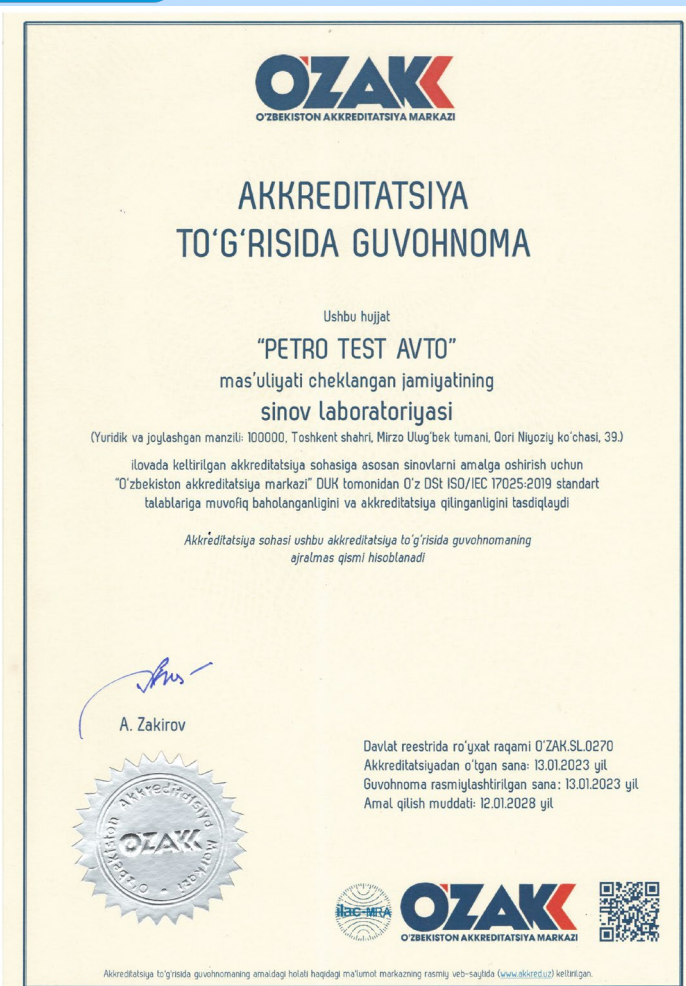 O'ZAKK
O'ZBEKISTON AKKREDITATSIYA MARKAZI
AKKREDITATSIYA
TO‘G‘RISIDA GUVOHNOMA
Ushbu hujjat
“PETRO TEST AVTO”
mas’uliyati cheklangan jamiyatining
sinov laboratoriyasi
(Yuridik va joylashgan manzili: 100000, Toshkent shahri, Mirzo Ulug‘bek tumani, Qori Niyoziy ko‘chasi, 39.)
ilovada keltirilgan akkreditatsiya sohasiga asosan sinovlarni amalga oshirish uchun
“O‘zbekiston akkreditatsiya markazi” DUK tomonidan O‘z DSt ISO/IEC 17025:2019 standart
talablariga muvofiq baholanganligini va akkreditatsiya qilinganligini tasdiqlaydi
Akkreditatsiya sohasi ushbu akkreditatsiya to‘g‘risida guvohnomaning
ajralmas qismi hisoblanadi
A. Zakirov
Davlat reestrida ro‘yxat raqami O‘ZAK.SL.0270
Akkreditatsiyadan o‘tgan sana: 13.01.2023 yil
Guvohnoma rasmiylashtirilgan sana: 13.01.2023 yil
Amal qilish muddati: 12.01.2028 yil
O'zbekiston Akkreditatsiya Markazi
OZAKK
ilac-MRA
O'ZAKK
O'ZBEKISTON AKKREDITATSIYA MARKAZI
Akkreditatsiya to‘g‘risida guvohnomaning amaldagi holati haqidagi ma’lumot markazning rasmiy veb-saytida (www.akkred.uz) keltirilgan.